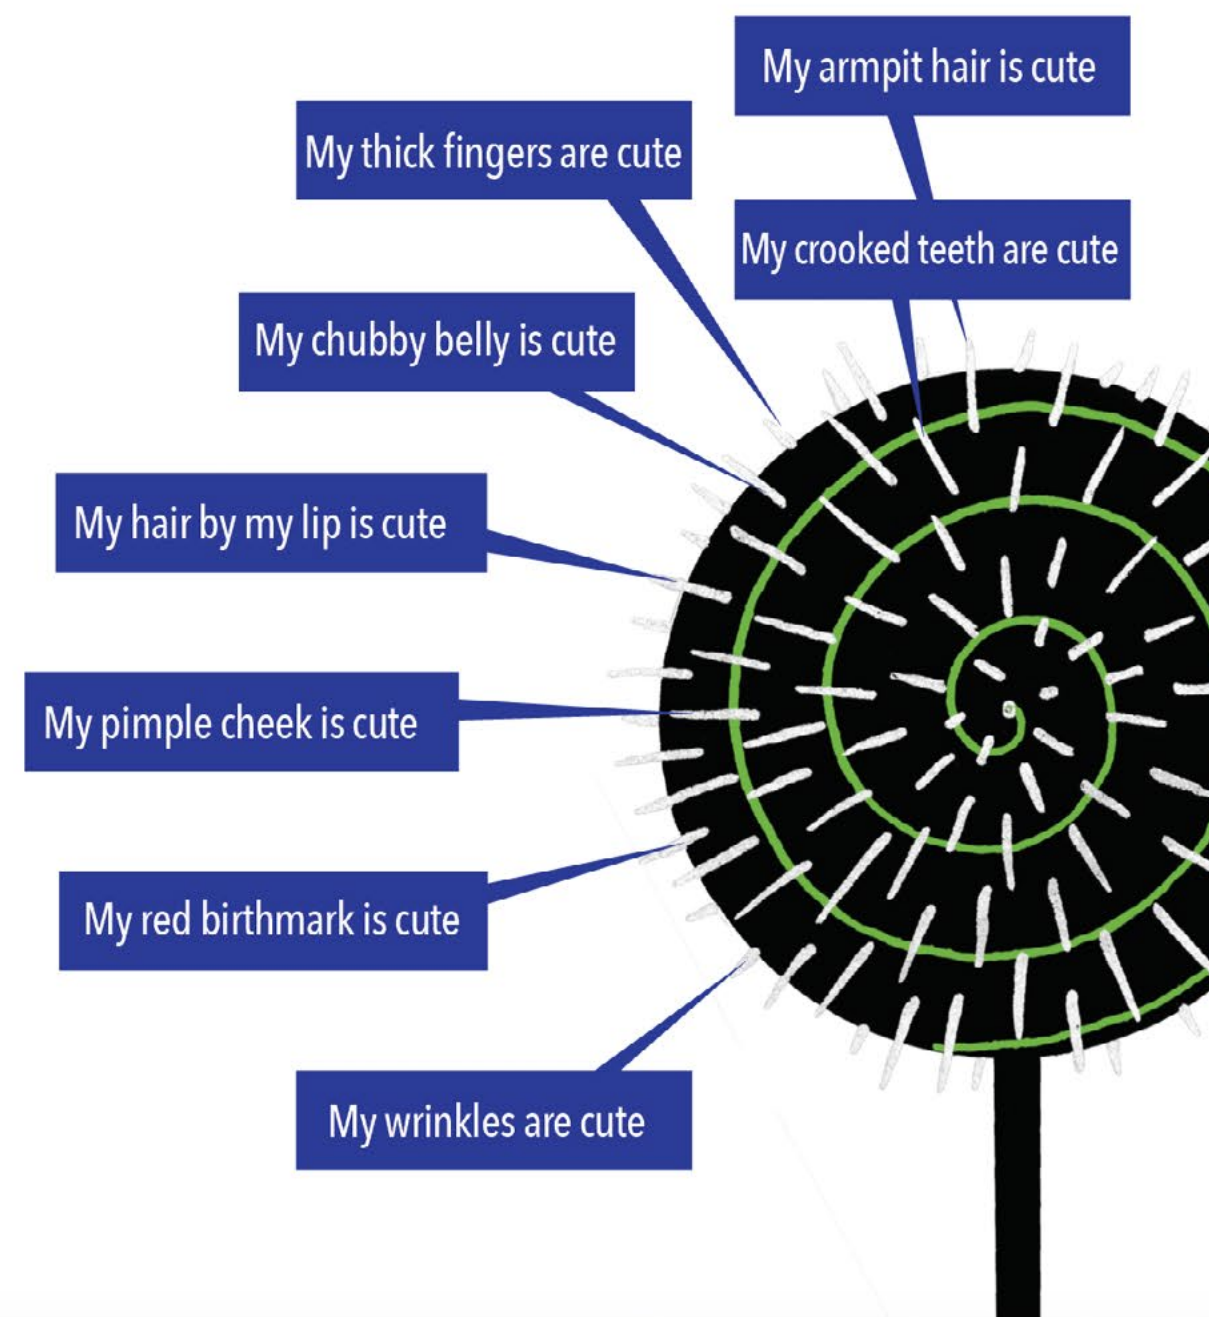 My armpit hair is cute
My thick fingers are cute
My crooked teeth are cute
My chubby belly is cute
My hair by my lip is cute
My pimple cheek is cute
My red birthmark is cute
My wrinkles are cute